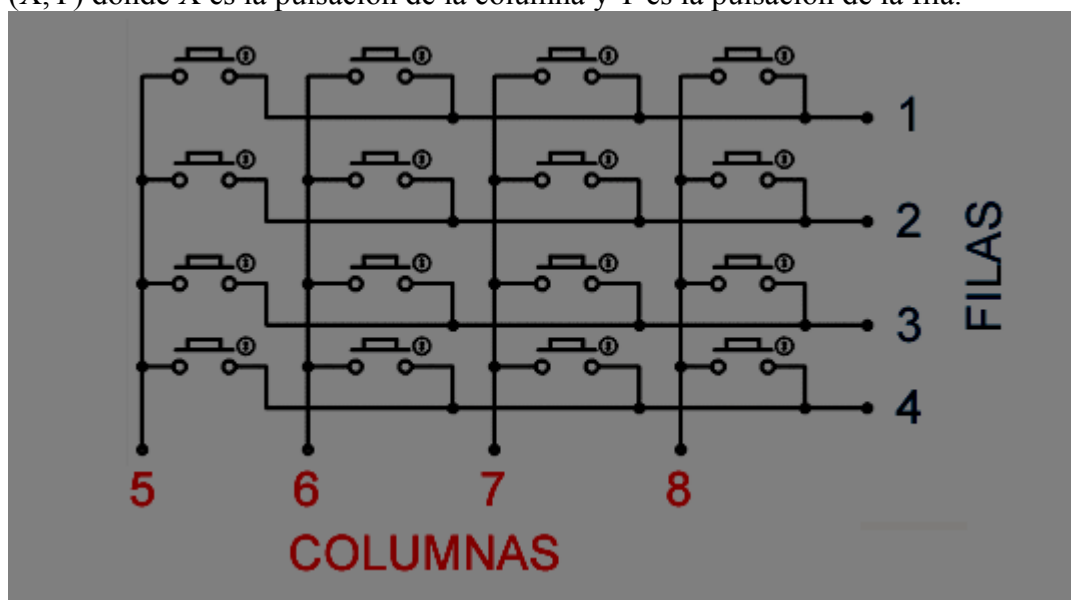 (X, Y) donde X es la pulsación de la columna y Y es la pulsación de la fila.
1
2
3
4
FILAS
5 6 7 8
COLUMNAS